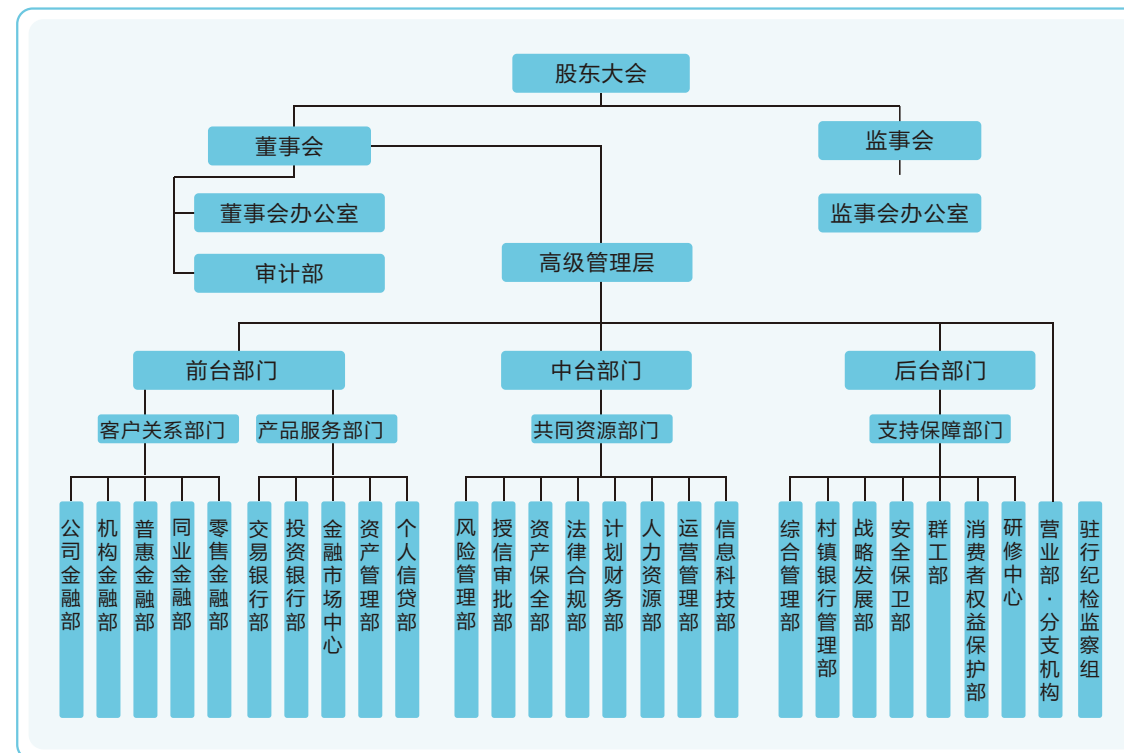 股东大会
董事会
监事会
董事会办公室
监事会办公室
审计部
高级管理层
前台部门
中台部门
后台部门
客户关系部门
产品服务部门
共同资源部门
支持保障部门
公司金融部
机构金融部
普惠金融部
同业金融部
零售金融部
交易银行部
投资银行部
金融市场中心
资产管理部
个人信贷部
风险管理部
授信审批部
资产保全部
法律合规部
计划财务部
人力资源部
运营管理部
信息科技部
综合管理部
村镇银行管理部
战略发展部
安全保卫部
群工部
消费者权益保护部
研修中心
营业部·分支机构
驻行纪检监察组